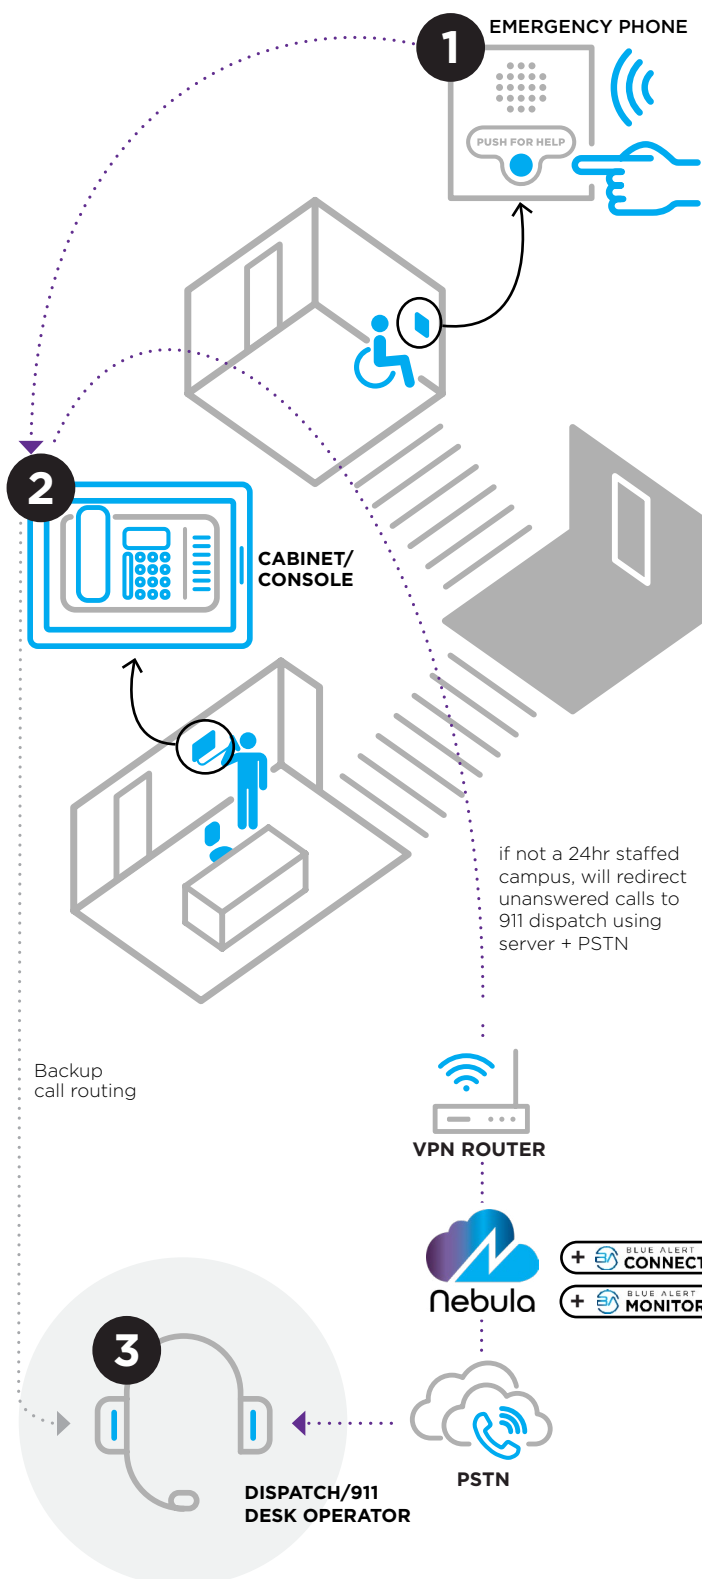 1
EMERGENCY PHONE
PUSH FOR HELP
2
CABINET/
CONSOLE
if not a 24hr staffed
campus, will redirect
unanswered calls to
911 dispatch using
server + PSTN
Backup
call routing
VPN ROUTER
nebula
+ BA BLUE ALERT
CONNECT
+ BA BLUE ALERT
MONITOR
3
PSTN
DISPATCH/911
DESK OPERATOR